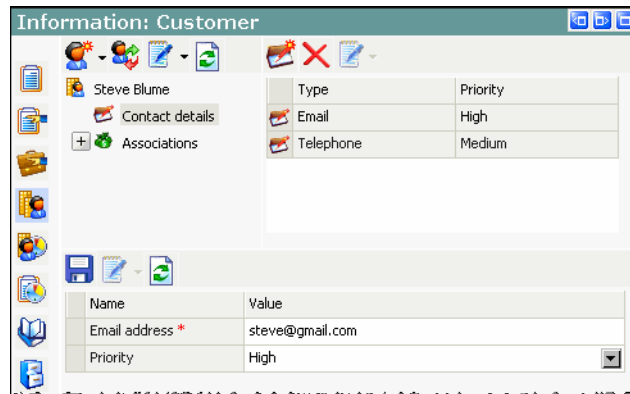 Information: Customer
Steve Blume
Contact details
Associations
Type Priority
Email High
Telephone Medium
Name Value
Email address * steve@gmail.com
Priority High